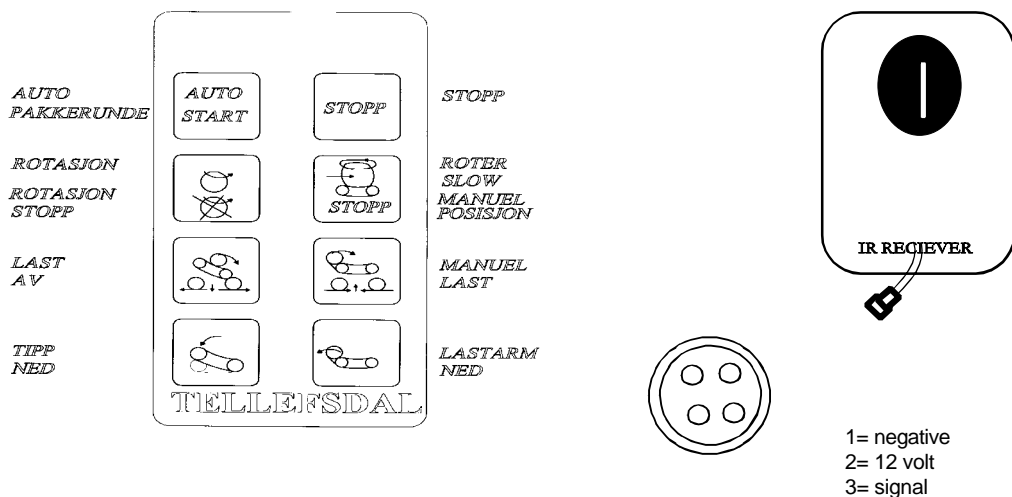 AUTO
PAKKERUNDE
AUTO
START
STOPP
STOPP
ROTASJON
ROTASJON
STOPP
STOPP
ROTER
SLOW
MANUEL
POSISJON
LAST
AV
MANUEL
LAST
TIPP
NED
LASTARM
NED
TELLEFSDAL
IR RECIEVER
1= negative
2= 12 volt
3= signal